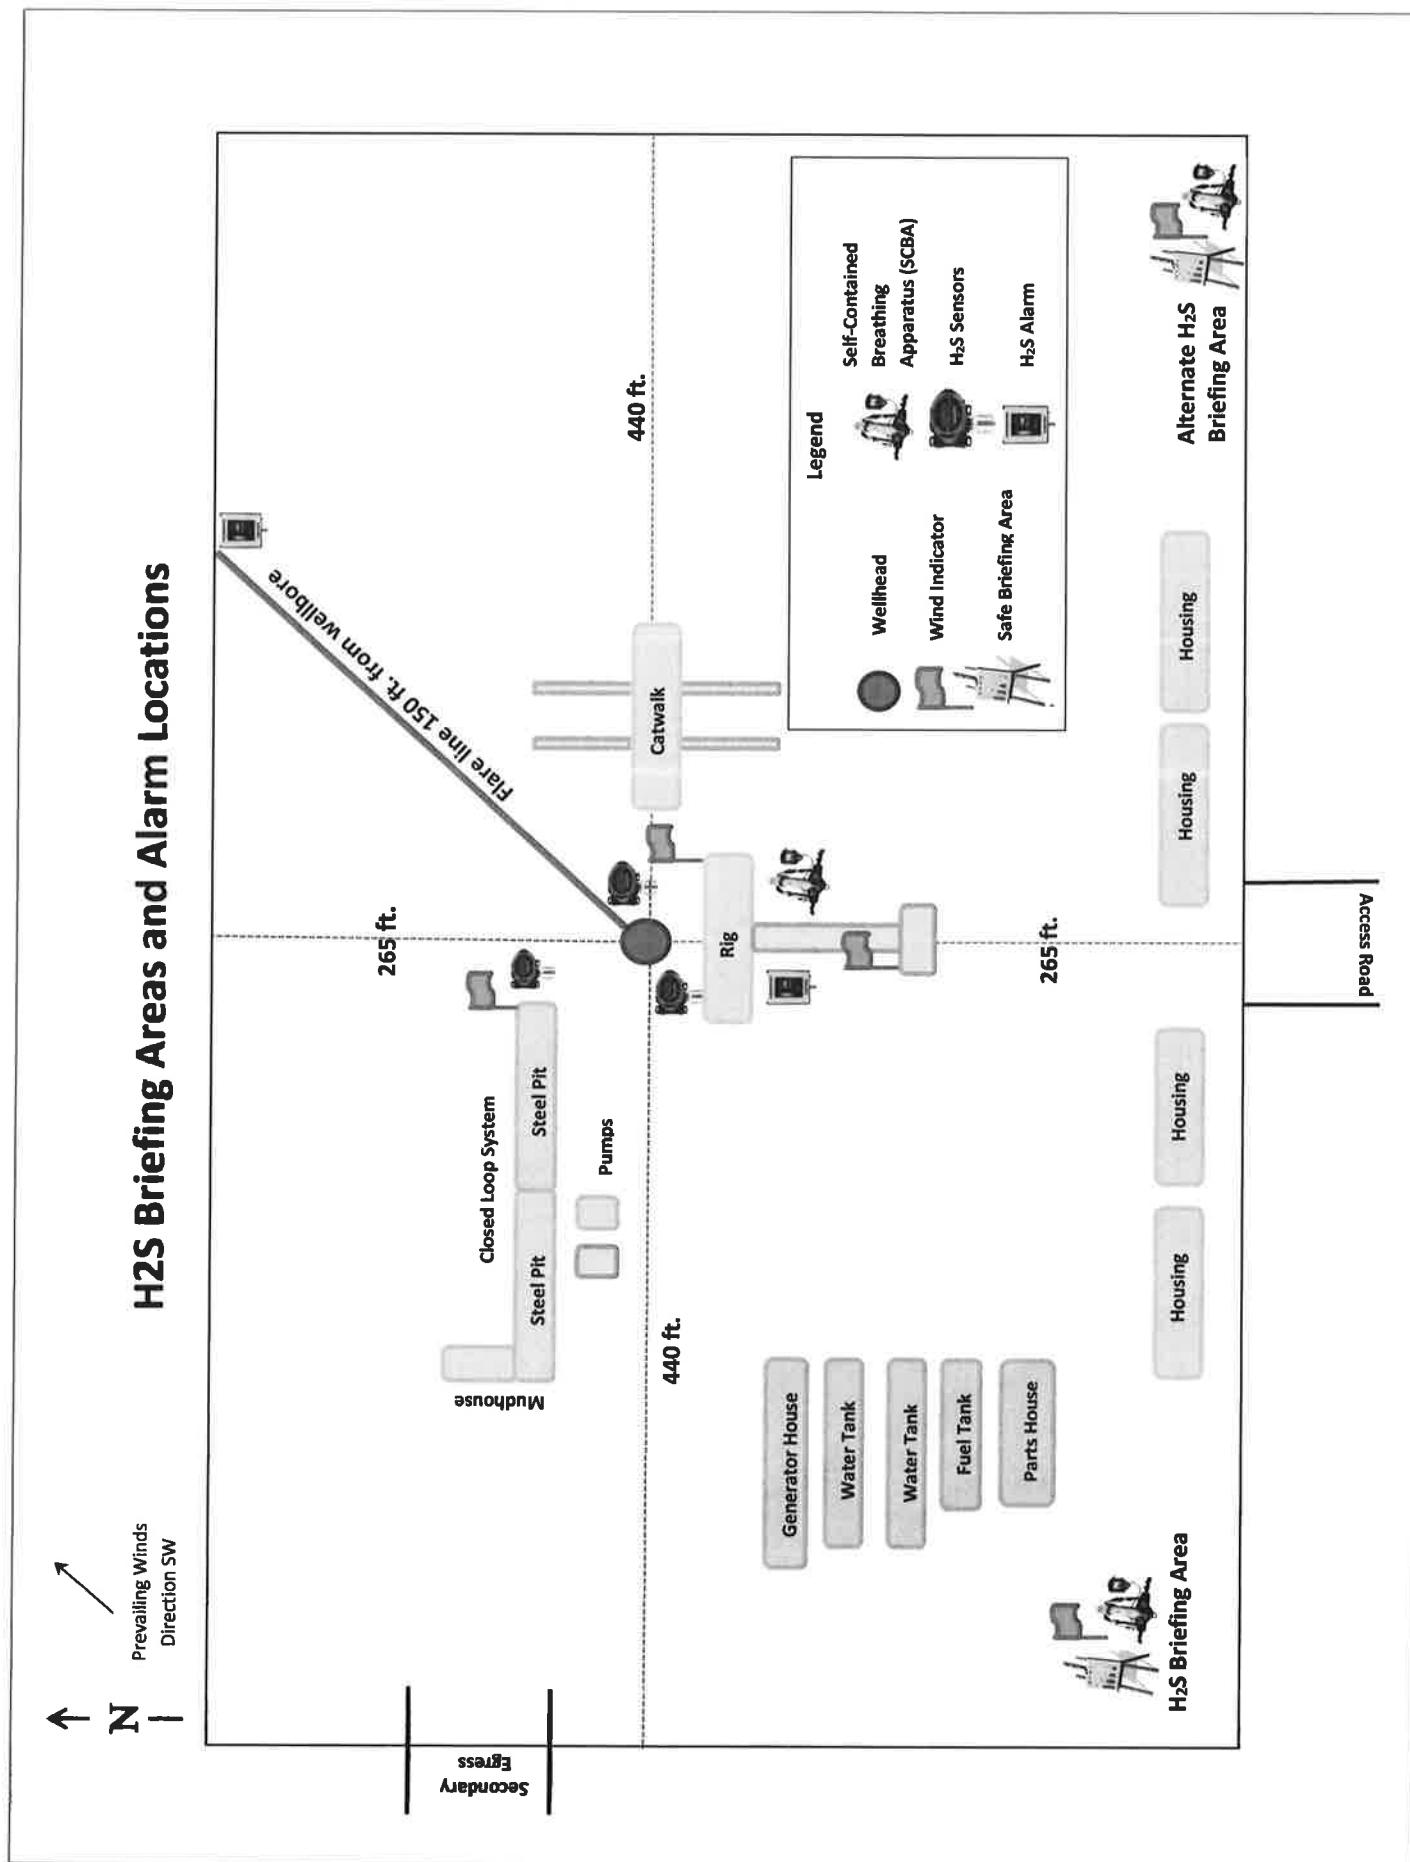 H2S Briefing Areas and Alarm Locations
N
Prevailing Winds
Direction SW
Secondary
Egress
265 ft.
Flare line 150 ft. from wellbore
Closed Loop System
Mudhouse
Steel Pit
Steel Pit
Pumps
440 ft.
440 ft.
Catwalk
Rig
265 ft.
Generator House
Water Tank
Water Tank
Fuel Tank
Parts House
Legend
Wellhead
Wind Indicator
Safe Briefing Area
Self-Contained
Breathing
Apparatus (SCBA)
H₂S Sensors
H₂S Alarm
H₂S Briefing Area
Housing
Housing
Housing
Housing
Alternate H₂S
Briefing Area
Access Road